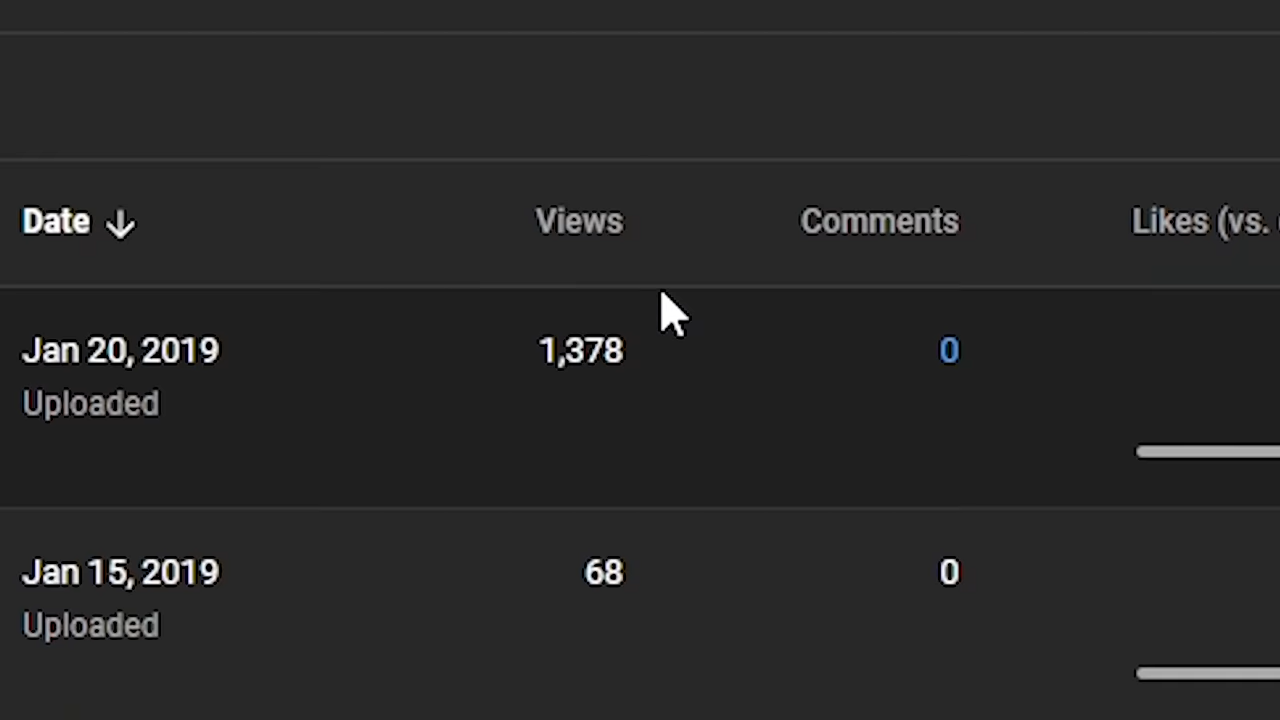 Date Views Comments Likes (vs.
Jan 20, 2019 1,378 0
Uploaded
Jan 15, 2019 68 0
Uploaded